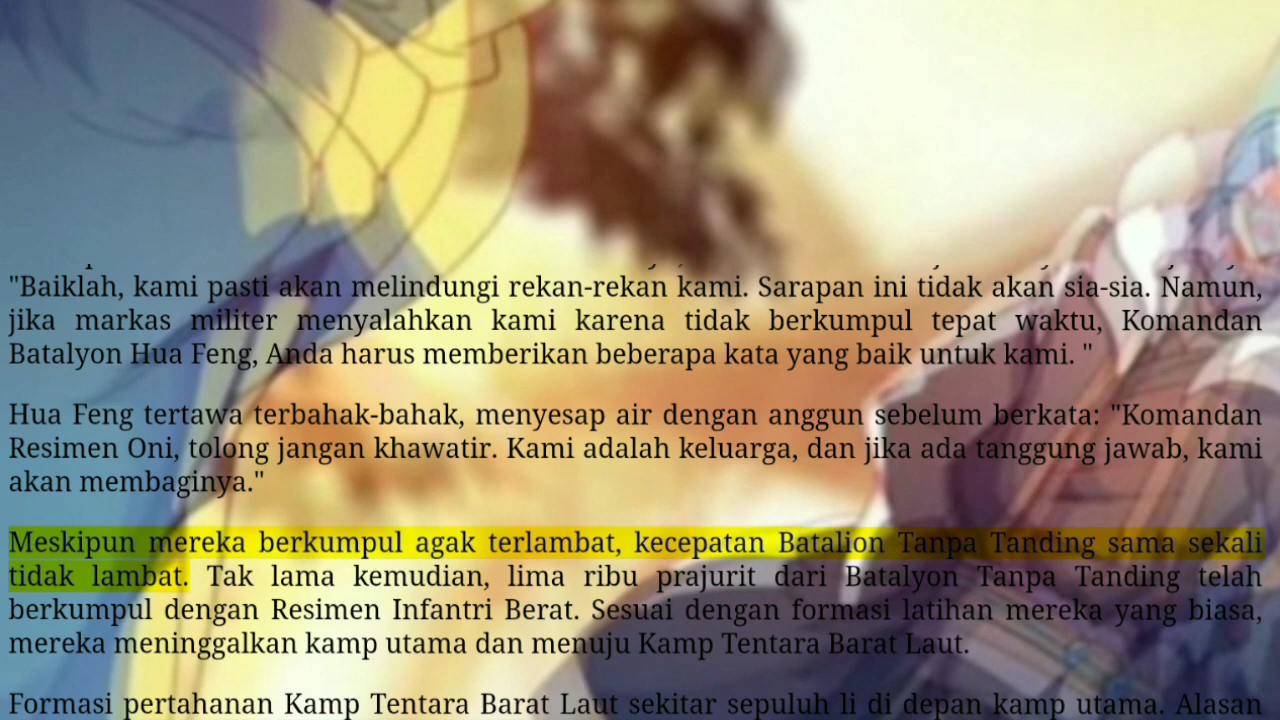 "Baiklah, kami pasti akan melindungi rekan-rekan kami. Sarapan ini tidak akan sia-sia. Namun,
jika markas militer menyalahkan kami karena tidak berkumpul tepat waktu, Komandan
Batalyon Hua Feng, Anda harus memberikan beberapa kata yang baik untuk kami. "
Hua Feng tertawa terbahak-bahak, menyesap air dengan anggun sebelum berkata: "Komandan
Resimen Oni, tolong jangan khawatir. Kami adalah keluarga, dan jika ada tanggung jawab, kami
akan membaginya."
Meskipun mereka berkumpul agak terlambat, kecepatan Batalion Tanpa Tanding sama sekali
tidak lambat. Tak lama kemudian, lima ribu prajurit dari Batalyon Tanpa Tanding telah
berkumpul dengan Resimen Infantri Berat. Sesuai dengan formasi latihan mereka yang biasa,
mereka meninggalkan kamp utama dan menuju Kamp Tentara Barat Laut.
Formasi pertahanan Kamp Tentara Barat Laut sekitar sepuluh li di depan kamp utama. Alasan